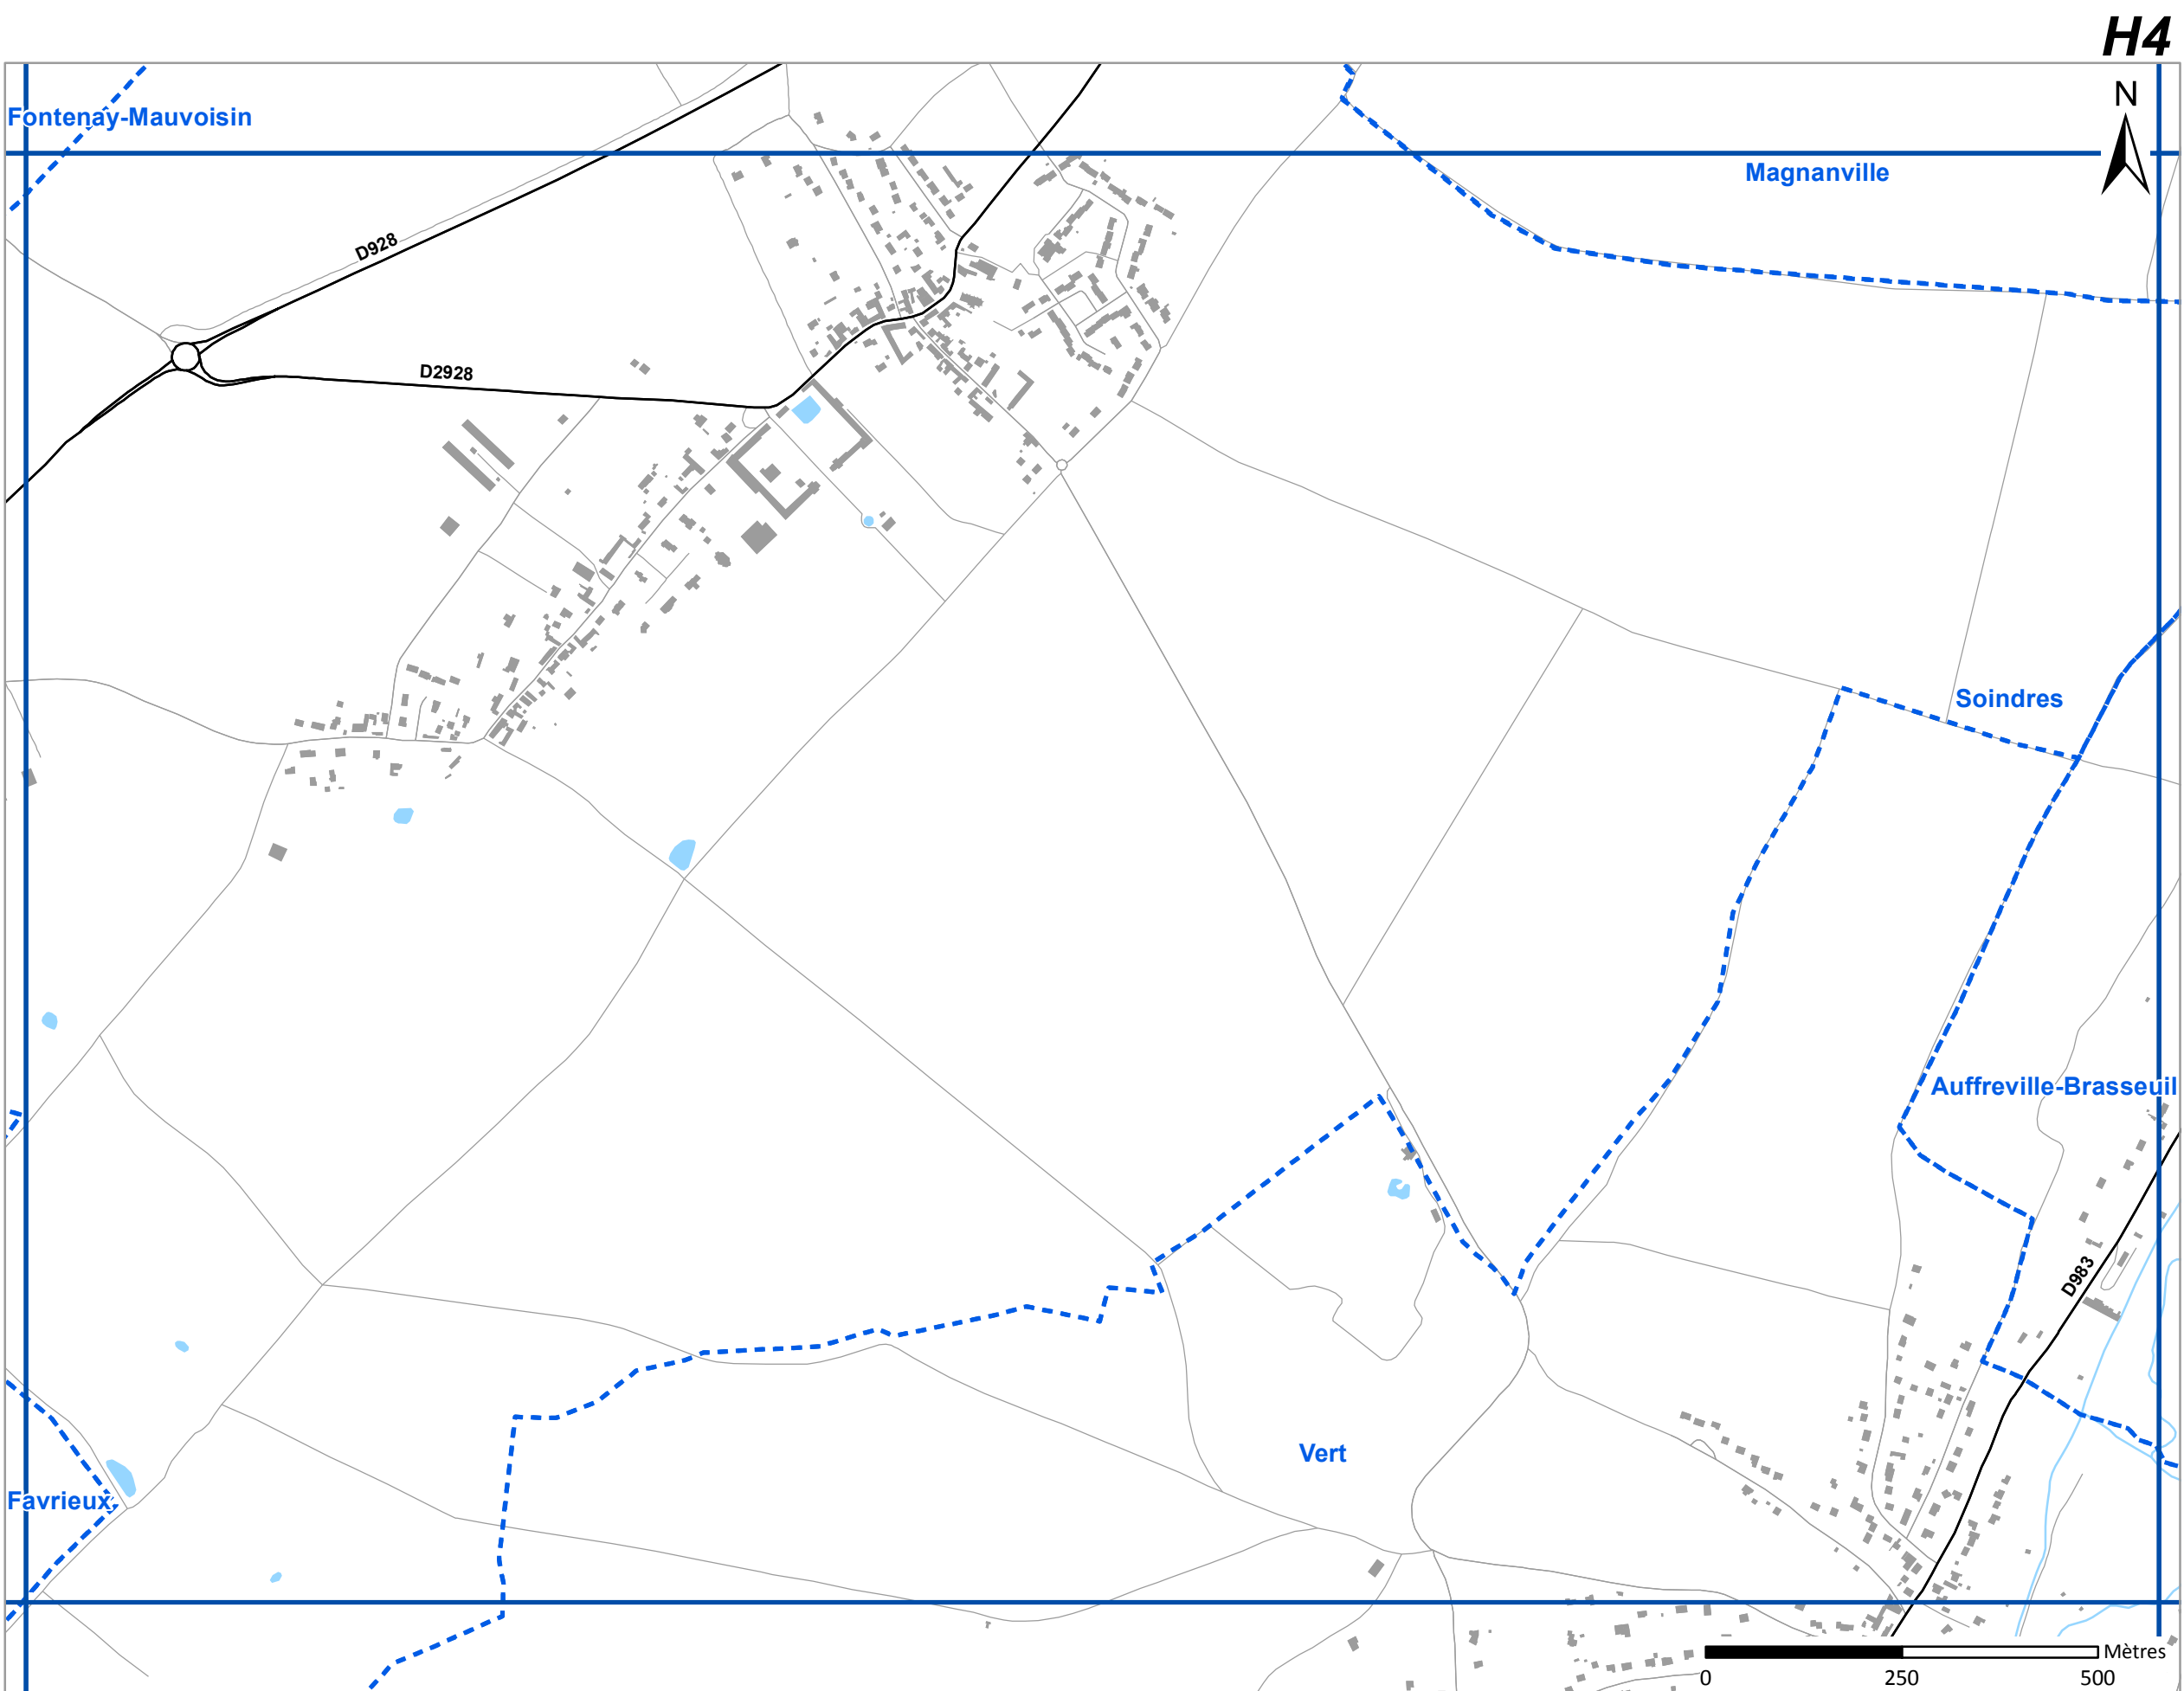 H4
N
Fontenay-Mauvoisin
Magnanville
D928
D2928
Soindres
Auffreville-Brasseuil
D983
Vert
Favrieux
Mètres
0 250 500